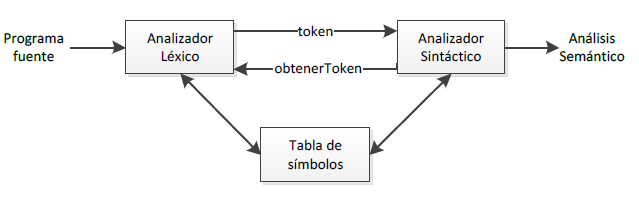 Programa
fuente
Analizador
Léxico
token
obtenerToken
Analizador
Sintáctico
Análisis
Semántico
Tabla de
símbolos